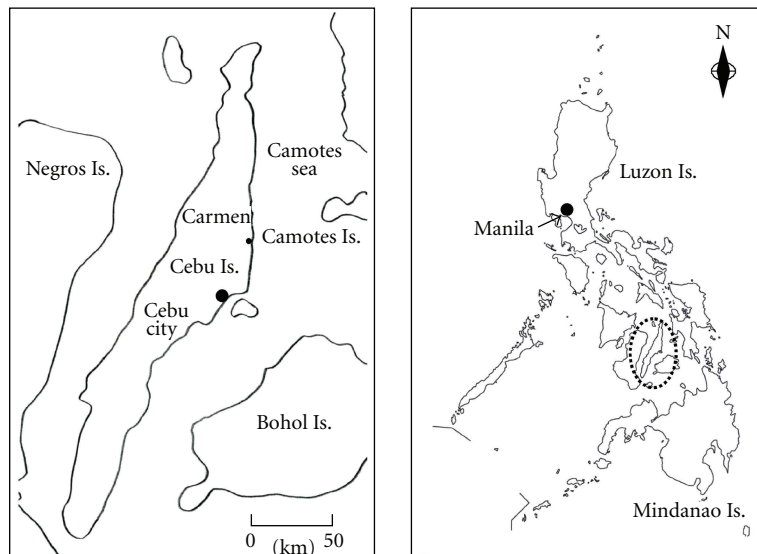 Negros Is.
Camotes
sea
Carmen
Camotes Is.
Cebu Is.
Cebu
city
Bohol Is.
0 50
(km)
N
Luzon Is.
Manila
Mindanao Is.